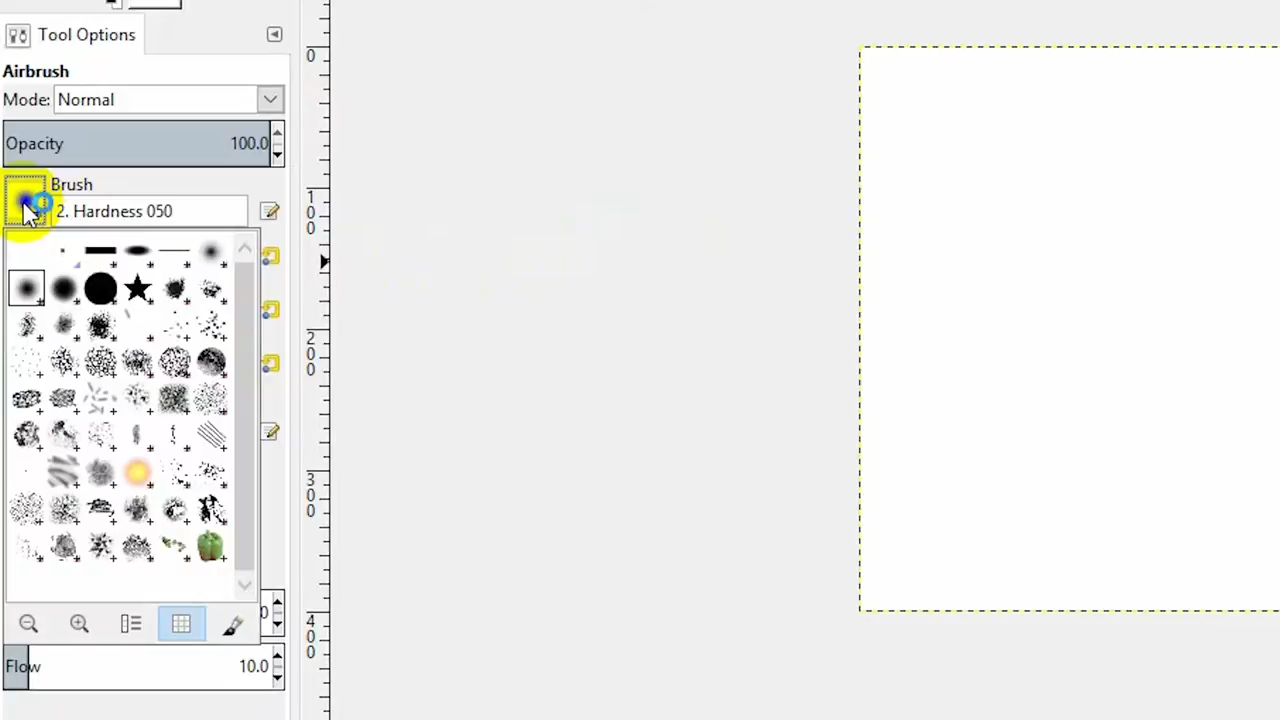 Tool Options
Airbrush
Mode: Normal
Opacity 100.0
Brush
2. Hardness 050
0
Flow 10.0
0
100
200
300
400